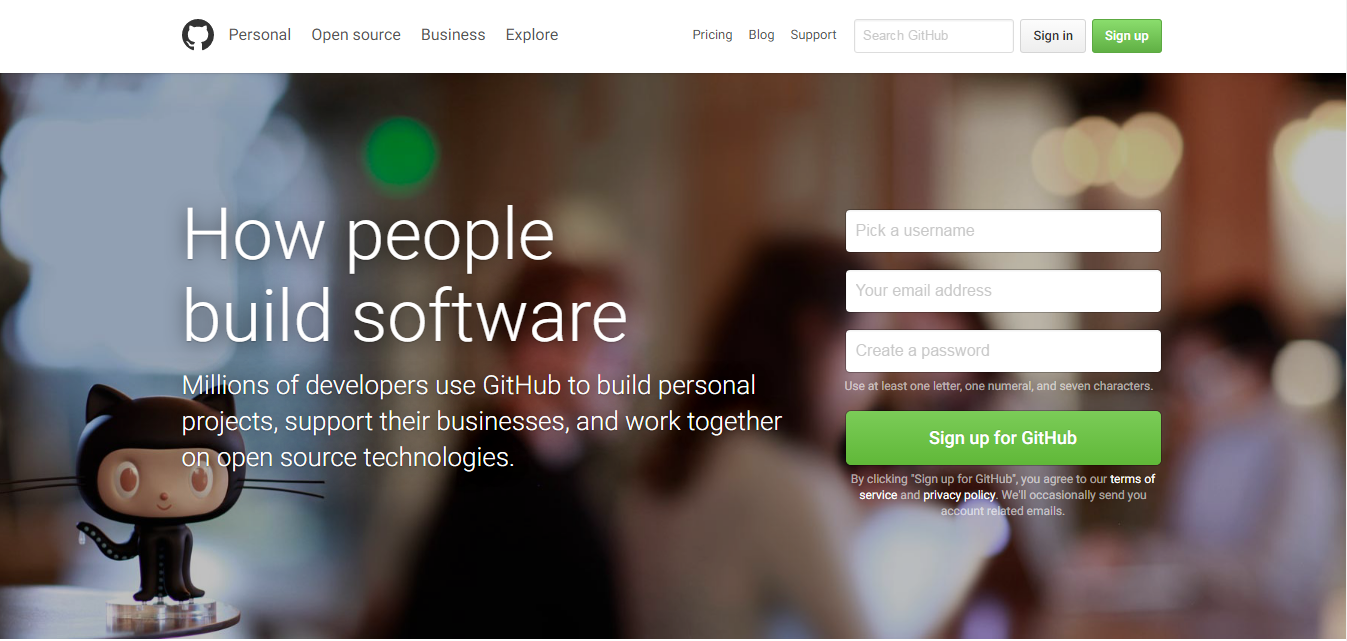 Personal Open source Business Explore Pricing Blog Support Search GitHub Sign in Sign up
How people
build software
Millions of developers use GitHub to build personal
projects, support their businesses, and work together
on open source technologies.
Pick a username
Your email address
Create a password
Use at least one letter, one numeral, and seven characters.
Sign up for GitHub
By clicking "Sign up for GitHub", you agree to our terms of
service and privacy policy. We'll occasionally send you
account related emails.